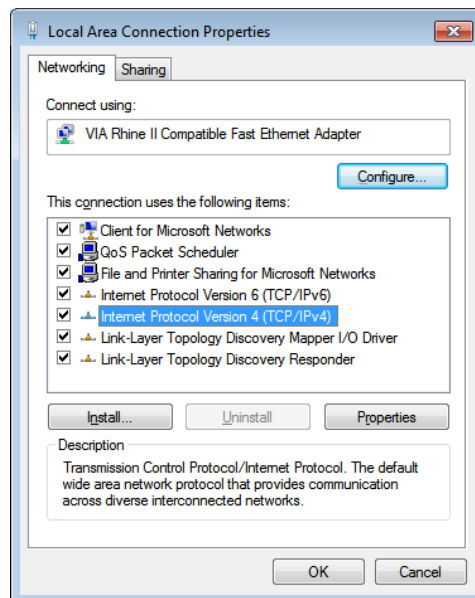 Local Area Connection Properties
Networking
Sharing
Connect using:
VIA Rhine II Compatible Fast Ethernet Adapter
Configure...
This connection uses the following items:
Client for Microsoft Networks
QoS Packet Scheduler
File and Printer Sharing for Microsoft Networks
Internet Protocol Version 6 (TCP/IPv6)
Internet Protocol Version 4 (TCP/IPv4)
Link-Layer Topology Discovery Mapper I/O Driver
Link-Layer Topology Discovery Responder
Install...
Uninstall
Properties
Description
Transmission Control Protocol/Internet Protocol. The default
wide area network protocol that provides communication
across diverse interconnected networks.
OK
Cancel